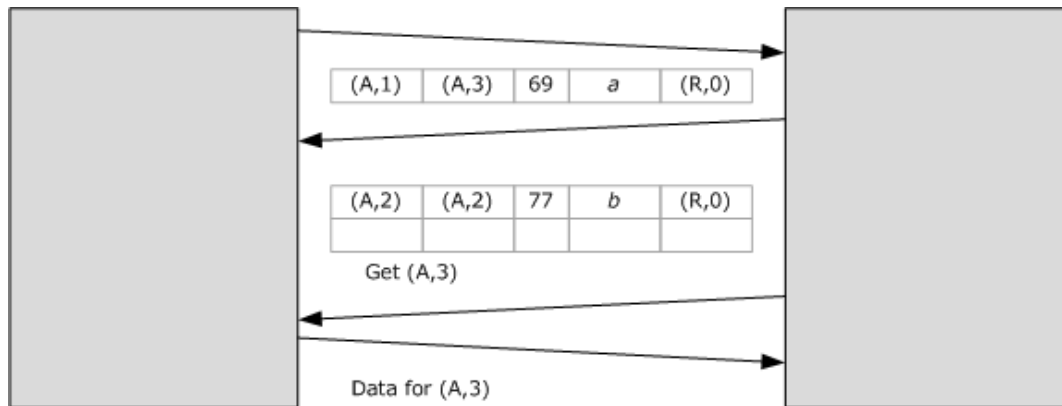 (A,1) (A,3) 69 a (R,0)
(A,2) (A,2) 77 b (R,0)
Get (A,3)
Data for (A,3)